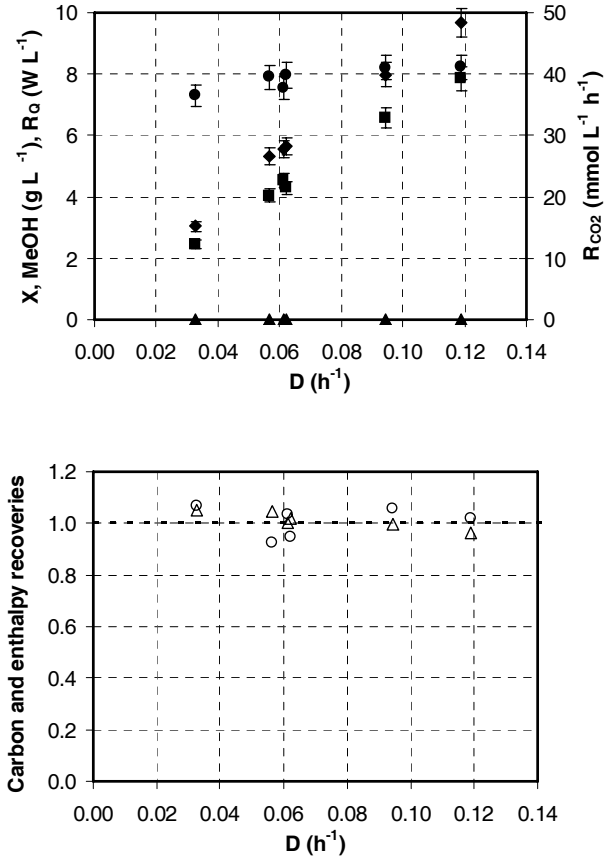 X, MeOH (g L⁻¹), R_Q (W L⁻¹)
10
8
6
4
2
0
50
40
30
20
10
0
R_CO2 (mmol L⁻¹ h⁻¹)
0.00 0.02 0.04 0.06 0.08 0.10 0.12 0.14
D (h⁻¹)
Carbon and enthalpy recoveries
1.2
1.0
0.8
0.6
0.4
0.2
0.0
0.00 0.02 0.04 0.06 0.08 0.10 0.12 0.14
D (h⁻¹)